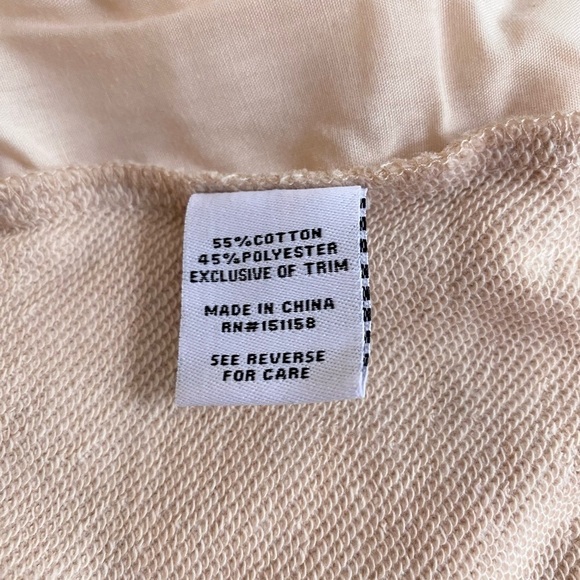 55%COTTON
45%POLYESTER
EXCLUSIVE OF TRIM
MADE IN CHINA
RN#151158
SEE REVERSE
FOR CARE